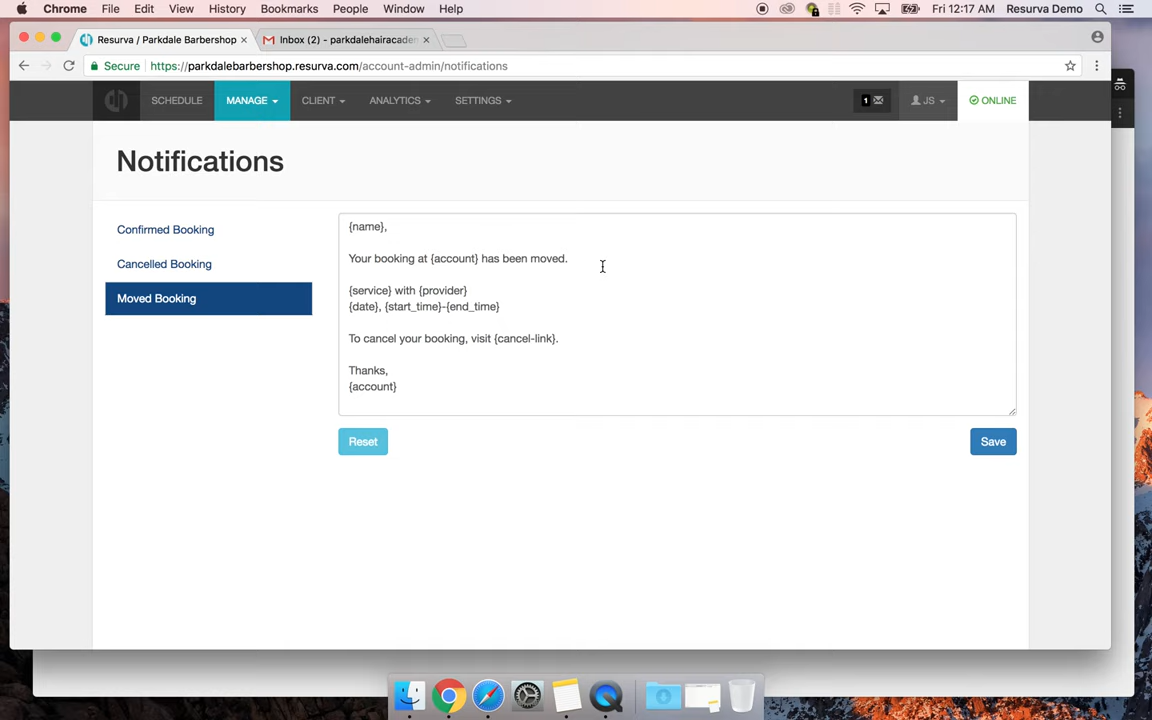 Chrome File Edit View History Bookmarks People Window Help Fri 12:17 AM Resurva Demo
Resurva / Parkdale Barbershop × Inbox (2) - parkdalehairacaden ×
Secure https://parkdalebarbershop.resurva.com/account-admin/notifications
SCHEDULE MANAGE CLIENT ANALYTICS SETTINGS 1 JS ONLINE
Notifications
Confirmed Booking
Cancelled Booking
Moved Booking
{name},
Your booking at {account} has been moved.
{service} with {provider}
{date}, {start_time}-{end_time}
To cancel your booking, visit {cancel-link}.
Thanks,
{account}
Reset Save